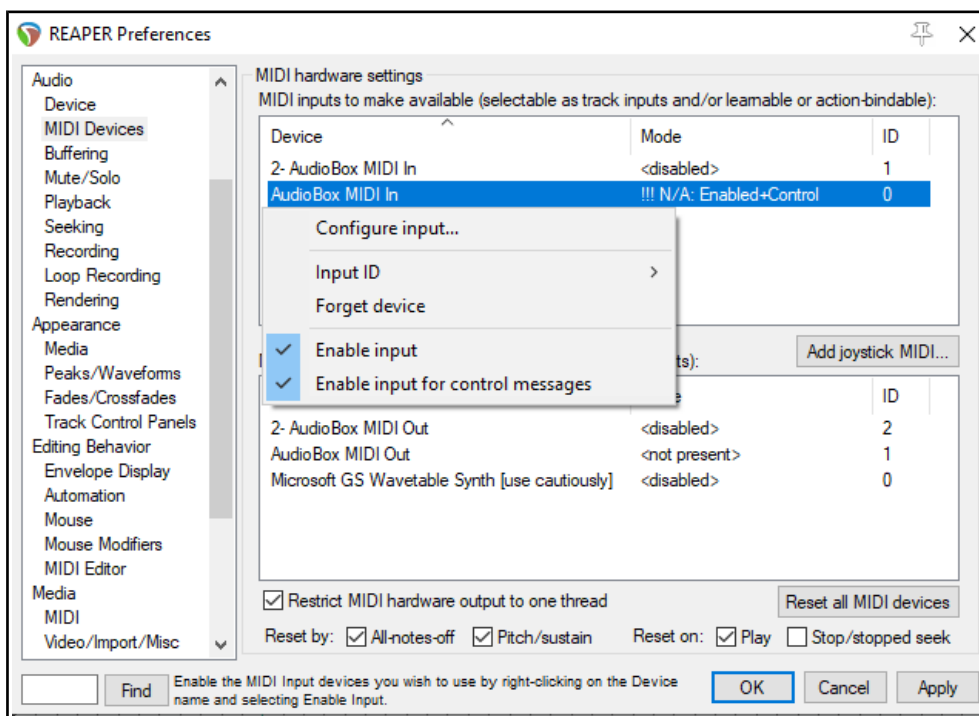 REAPER Preferences
Audio
Device
MIDI Devices
Buffering
Mute/Solo
Playback
Seeking
Recording
Loop Recording
Rendering
Appearance
Media
Peaks/Waveforms
Fades/Crossfades
Track Control Panels
Editing Behavior
Envelope Display
Automation
Mouse
Mouse Modifiers
MIDI Editor
Media
MIDI
Video/Import/Misc
MIDI hardware settings
MIDI inputs to make available (selectable as track inputs and/or learnable or action-bindable):
Device Mode ID
2- AudioBox MIDI In <disabled> 1
AudioBox MIDI In !!! N/A: Enabled+Control 0
Configure input...
Input ID
Forget device
Enable input
Enable input for control messages
ts):
Add joystick MIDI...
ID
2- AudioBox MIDI Out <disabled> 2
AudioBox MIDI Out <not present> 1
Microsoft GS Wavetable Synth [use cautiously] <disabled> 0
Restrict MIDI hardware output to one thread
Reset all MIDI devices
Reset by: All-notes-off Pitch/sustain Reset on: Play Stop/stopped seek
Find
Enable the MIDI Input devices you wish to use by right-clicking on the Device
name and selecting Enable Input.
OK Cancel Apply